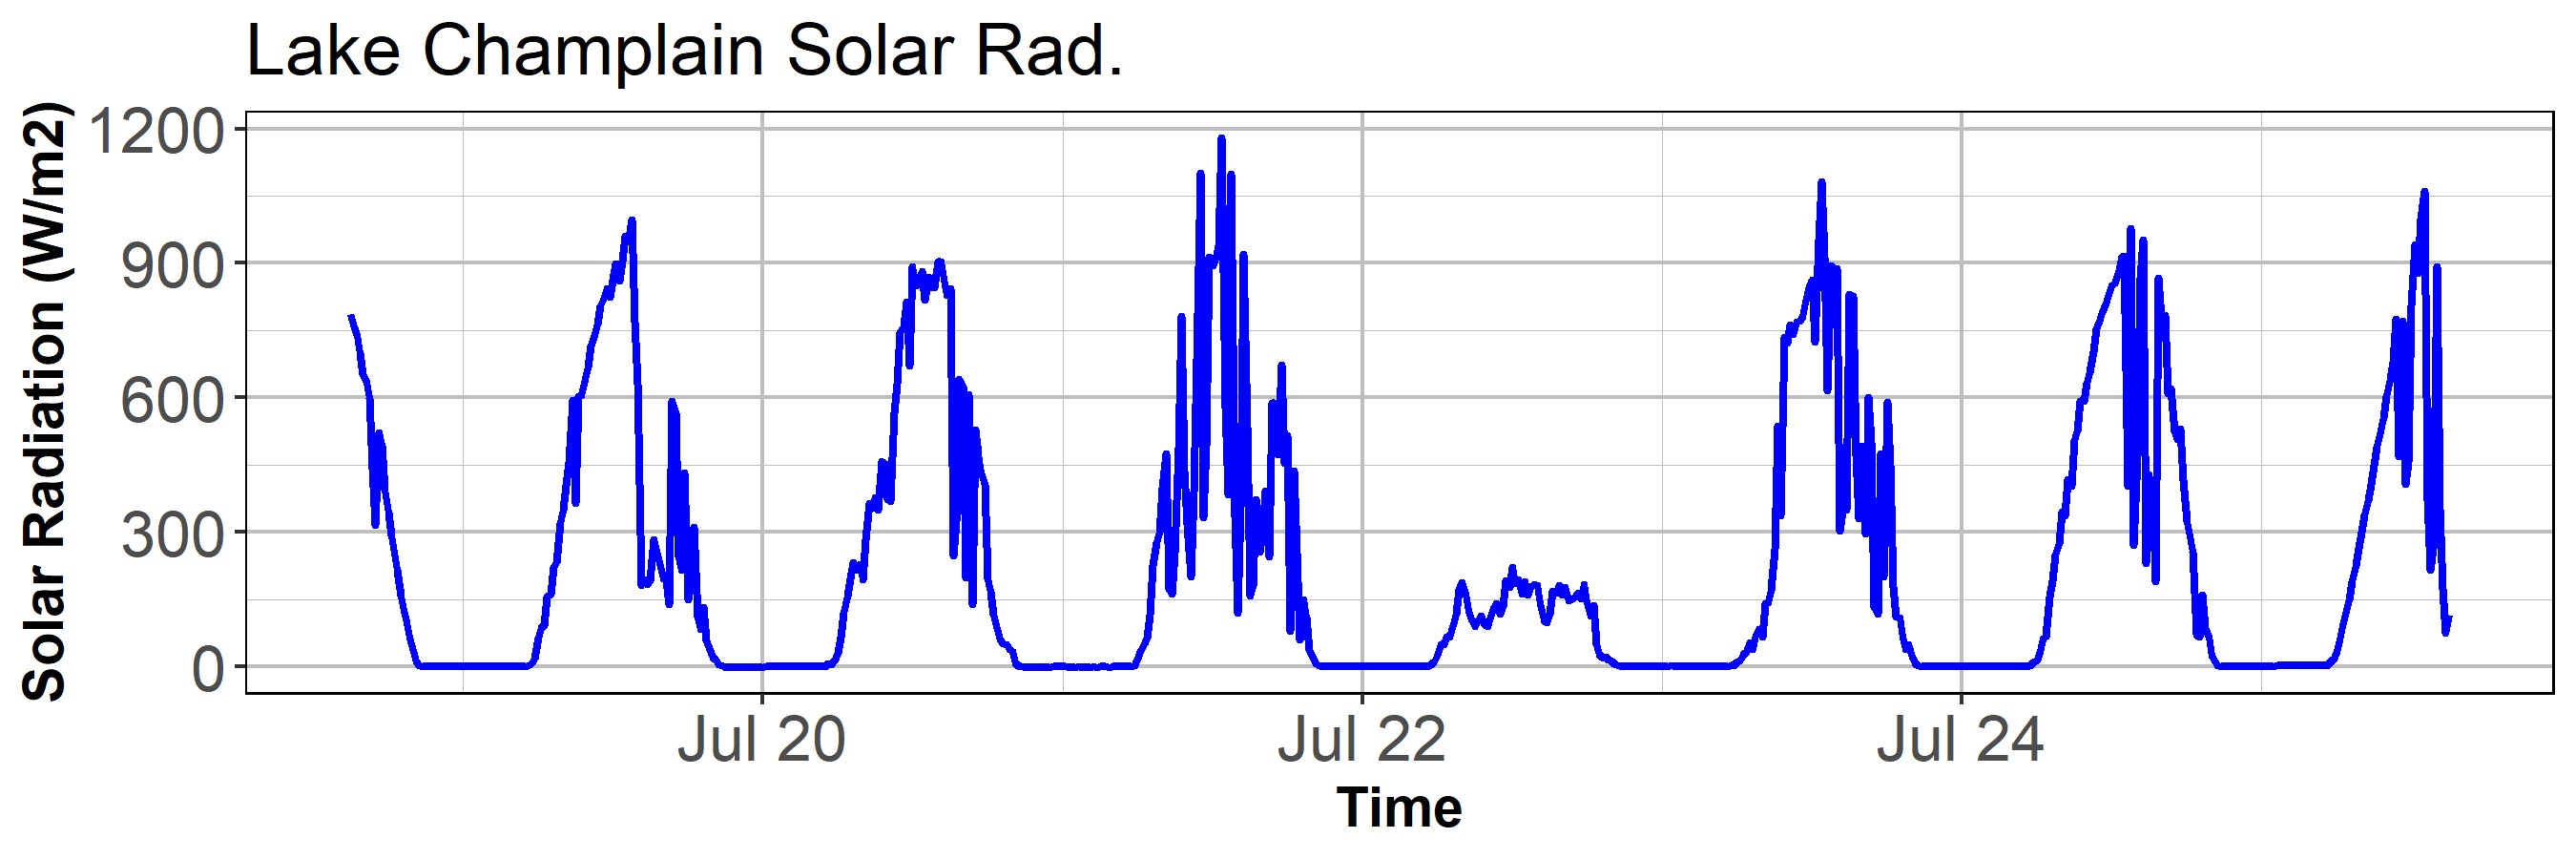 Lake Champlain Solar Rad.
Solar Radiation (W/m2)
1200
900
600
300
0
Jul 20
Jul 22
Jul 24
Time